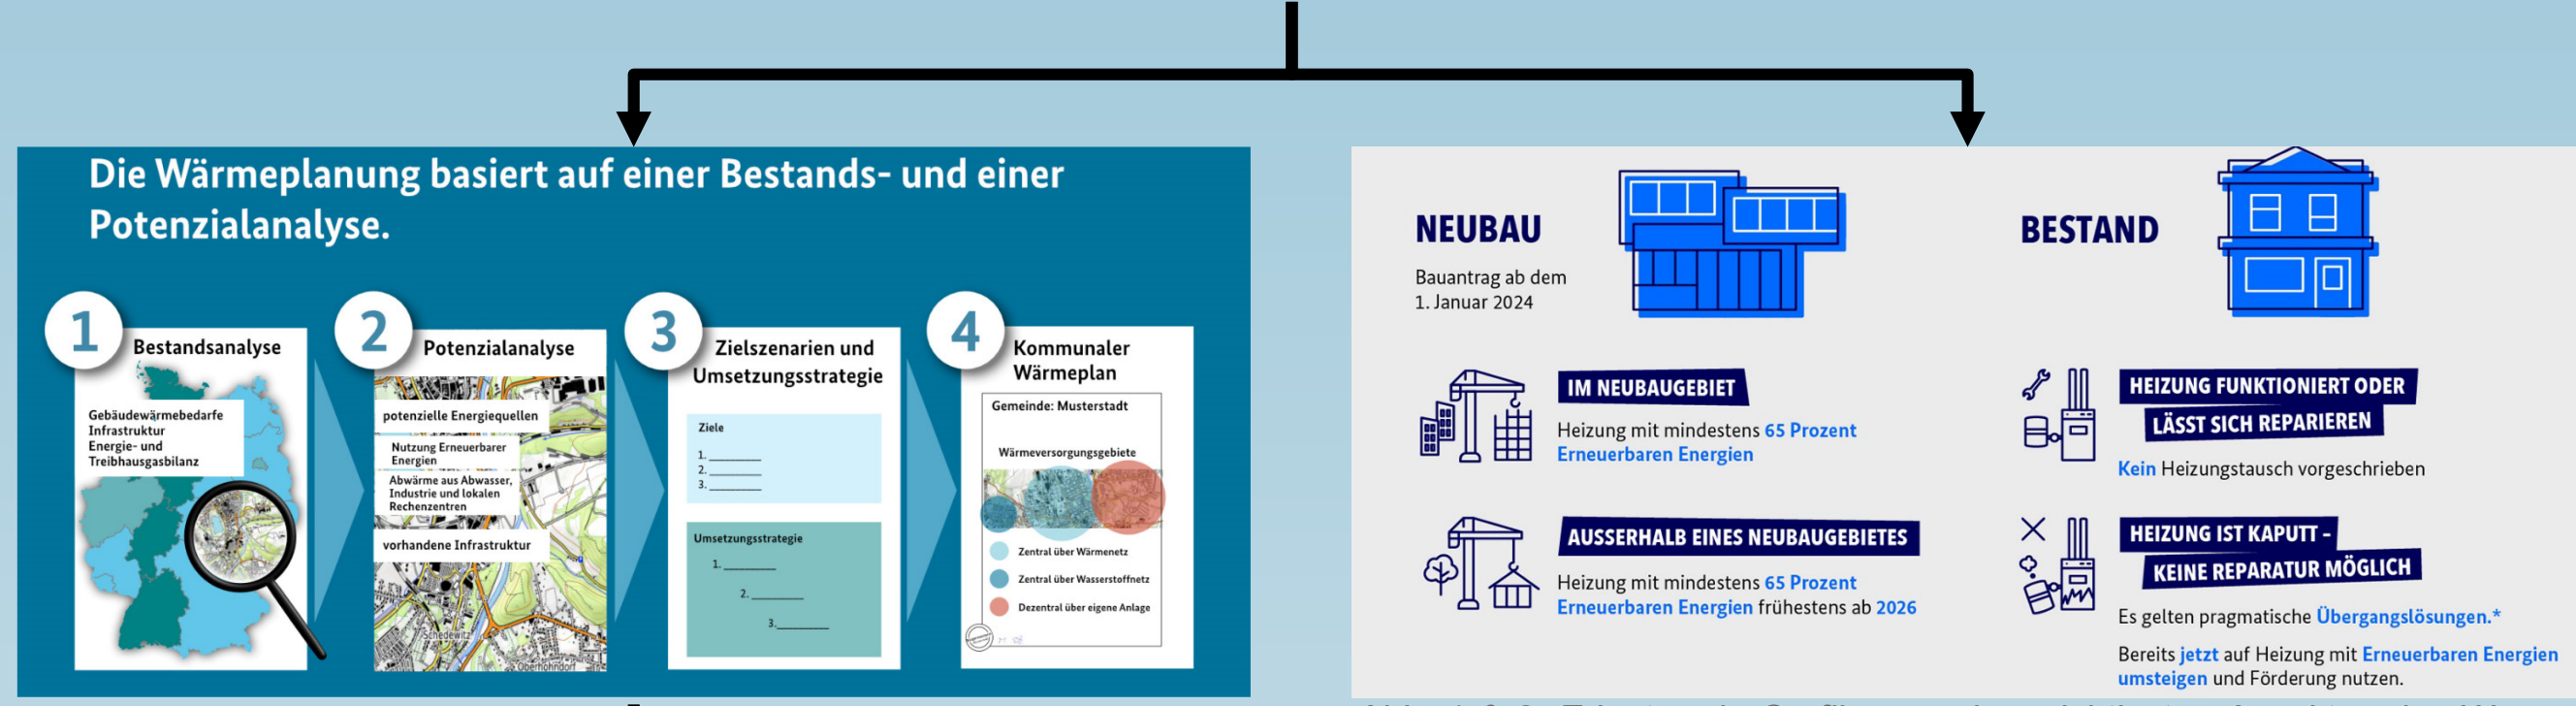 Die Wärmeplanung basiert auf einer Bestands- und einer
Potenzialanalyse.
1
Bestandsanalyse
Gebäudewärmebedarfe
Infrastruktur
Energie- und
Treibhausgasbilanz
2
Potenzialanalyse
potenzielle Energiequellen
Nutzung Erneuerbarer
Energien
Abwärme aus Abwasser,
Industrie und lokalen
Rechenzentren
vorhandene Infrastruktur
Schedewitz
Oberhohndorf
3
Zielszenarien und
Umsetzungsstrategie
Ziele
1.
2.
3.
Umsetzungsstrategie
1.
2.
3.
4
Kommunaler
Wärmeplan
Gemeinde: Musterstadt
Wärmeversorgungsgebiete
Zentral über Wärmenetz
Zentral über Wasserstoffnetz
Dezentral über eigene Anlage
NEUBAU
Bauantrag ab dem
1. Januar 2024
IM NEUBAUGEBIET
Heizung mit mindestens 65 Prozent
Erneuerbaren Energien
AUSSERHALB EINES NEUBAUGEBIETES
Heizung mit mindestens 65 Prozent
Erneuerbaren Energien frühestens ab 2026
BESTAND
HEIZUNG FUNKTIONIERT ODER
LÄSST SICH REPARIEREN
Kein Heizungstausch vorgeschrieben
HEIZUNG IST KAPUTT –
KEINE REPARATUR MÖGLICH
Es gelten pragmatische Übergangslösungen.*
Bereits jetzt auf Heizung mit Erneuerbaren Energien
umsteigen und Förderung nutzen.